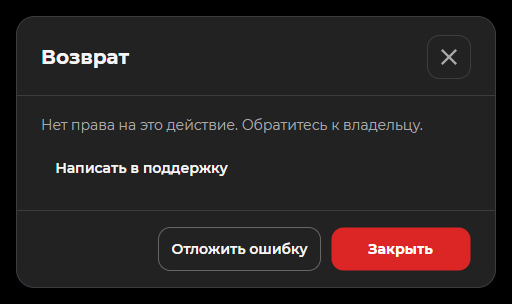 Возврат
Нет права на это действие. Обратитесь к владельцу.
Написать в поддержку
Отложить ошибку
Закрыть